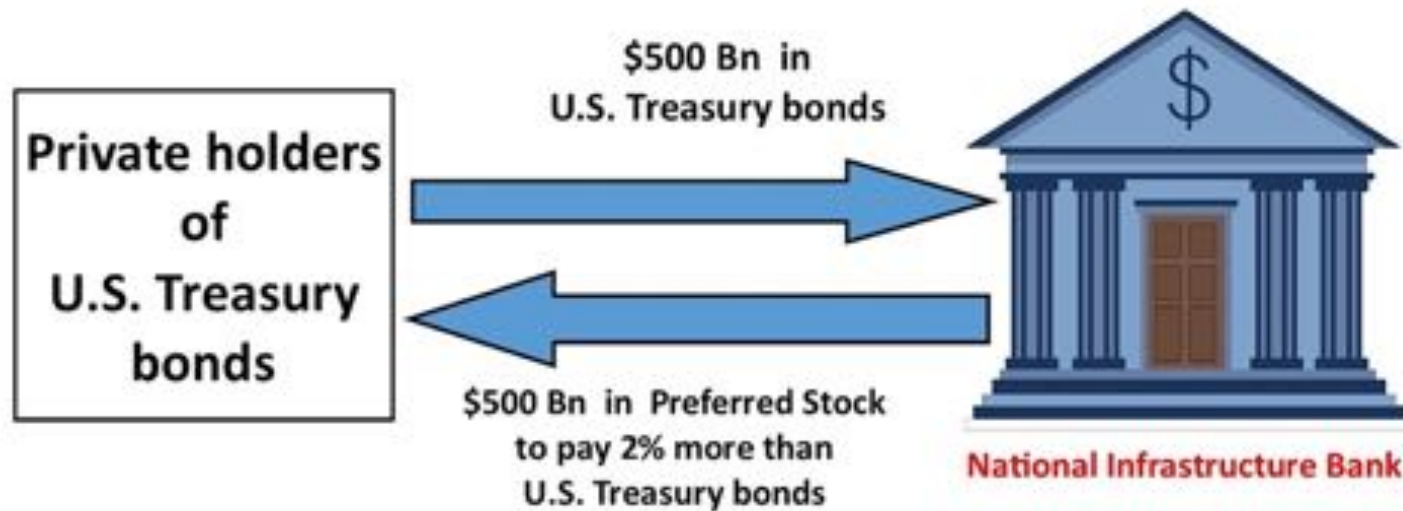 Private holders
of
U.S. Treasury
bonds
$500 Bn in
U.S. Treasury bonds
$
$500 Bn in Preferred Stock
to pay 2% more than
U.S. Treasury bonds
National Infrastructure Bank